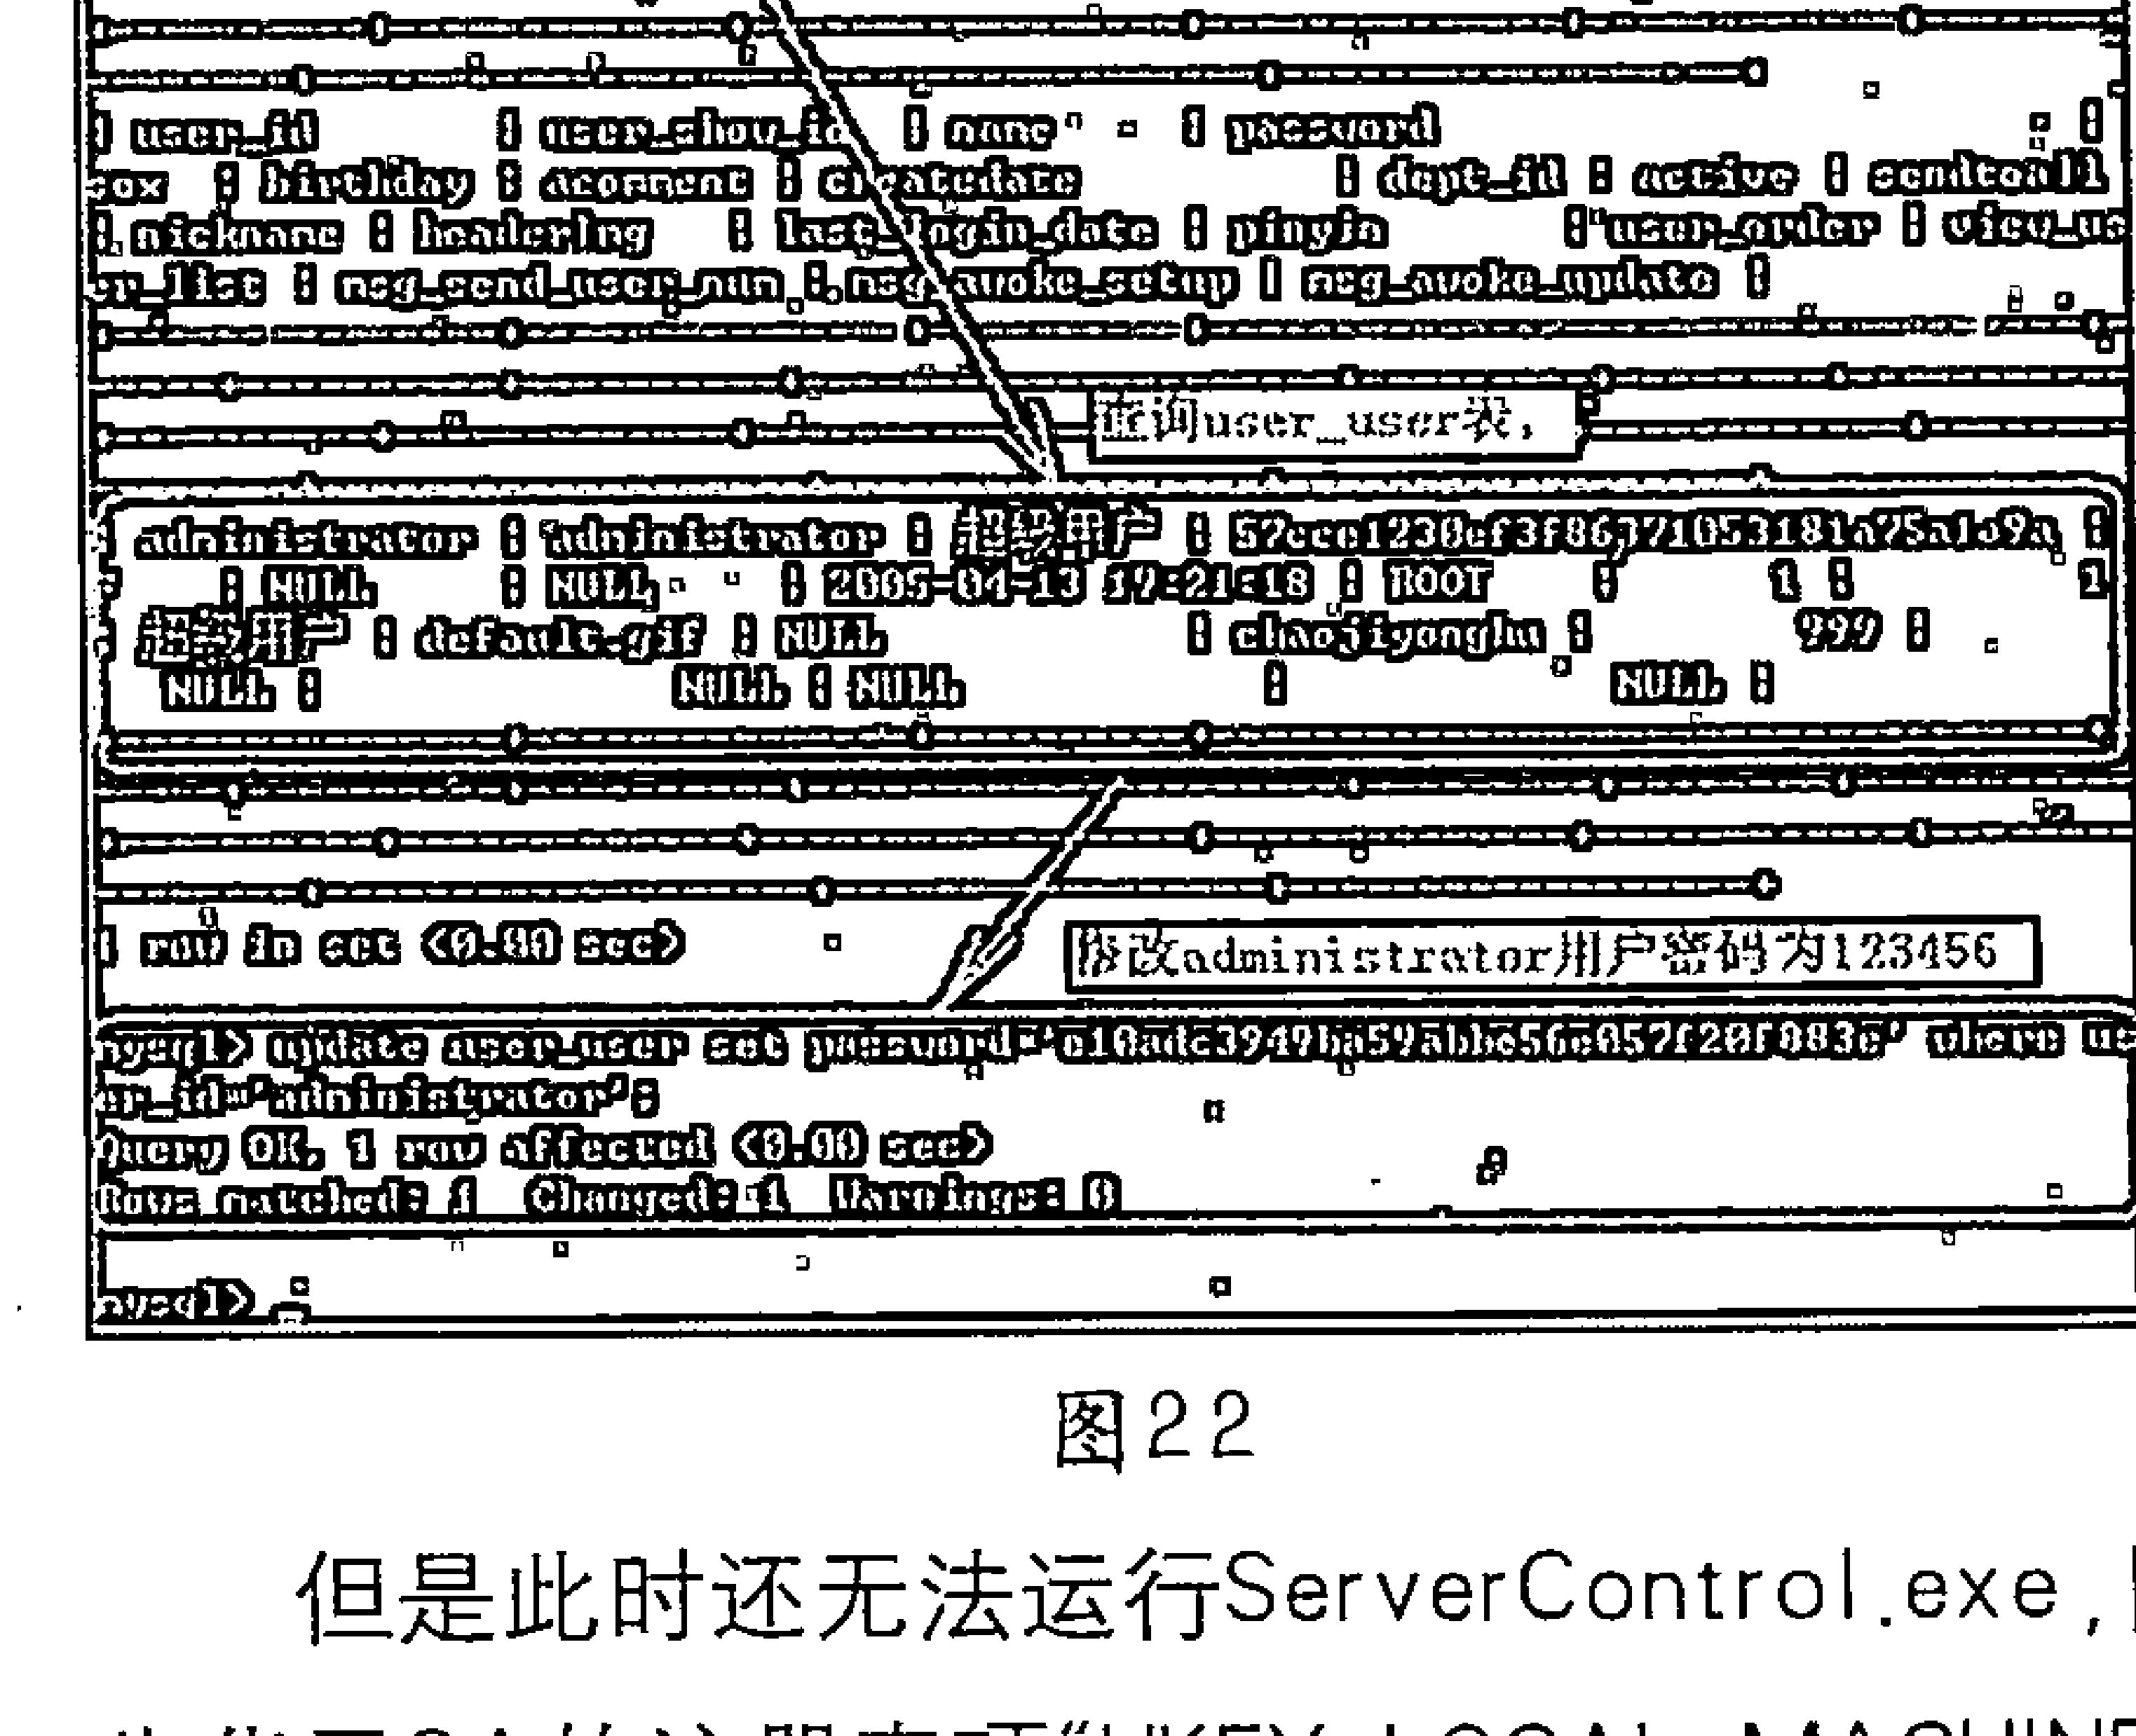 | user_id | user_show_id | name | password |
sex | birthday | acomment | createdate | dept_id | active | sendtoall
| nickname | headerImg | last_login_date | pinyin | user_order | view_us
er_list | msg_send_user_num | msg_awoke_setup | msg_awoke_update |
查询user_user表,
administrator | administrator | 超级用户 | |
| NULL | NULL | 2005-04-13 17:21:18 | ROOT | 1 | 1
| 超级用户 | default.gif | NULL | chaojiyonghu | 999 |
NULL | NULL | NULL | | NULL |
1 row in set (0.00 sec)
修改administrator用户密码为123456
mysql> update user_user set password='e10adc3949ba59abbe56e057f20f883e' where us
er_id='administrator';
Query OK, 1 row affected (0.00 sec)
Rows matched: 1 Changed: 1 Warnings: 0
mysql>
图22
但是此时还无法运行ServerControl.exe,
"HKEY_LOCAL_MACHINE